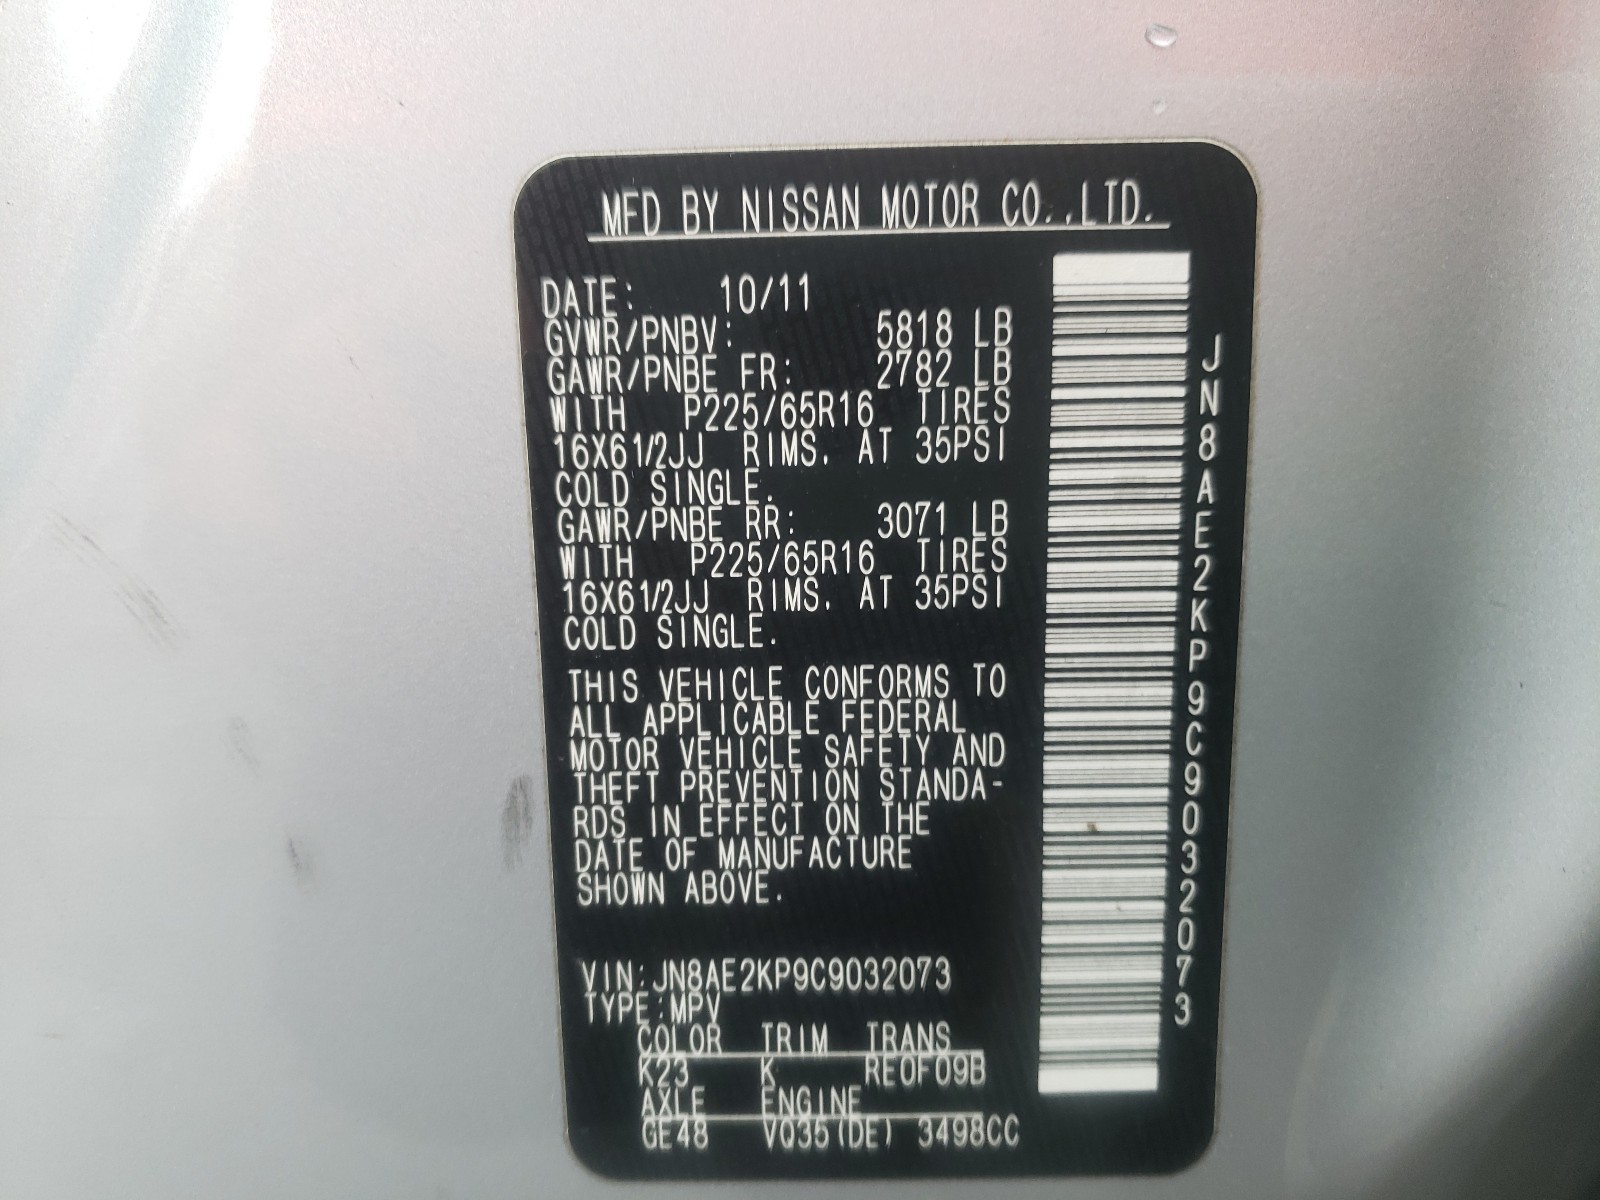 MFD BY NISSAN MOTOR CO.,LTD.
DATE: 10/11
GVWR/PNBV: 5818 LB
GAWR/PNBE FR: 2782 LB
WITH P225/65R16 TIRES
16X61/2JJ RIMS. AT 35PSI
COLD SINGLE.
GAWR/PNBE RR: 3071 LB
WITH P225/65R16 TIRES
16X61/2JJ RIMS. AT 35PSI
COLD SINGLE.
THIS VEHICLE CONFORMS TO
ALL APPLICABLE FEDERAL
MOTOR VEHICLE SAFETY AND
THEFT PREVENTION STANDA-
RDS IN EFFECT ON THE
DATE OF MANUFACTURE
SHOWN ABOVE.
VIN:JN8AE2KP9C9032073
TYPE:MPV
COLOR TRIM TRANS
K23 K RE0F09B
AXLE ENGINE
GE48 VQ35(DE) 3498CC
JN8AE2KP9C9032073